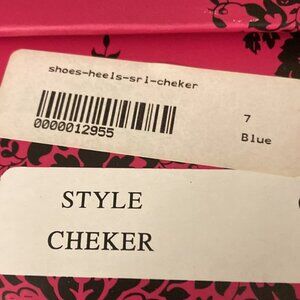 shoes-heels-srl-cheker
0000012955
7
Blue
STYLE
CHEKER